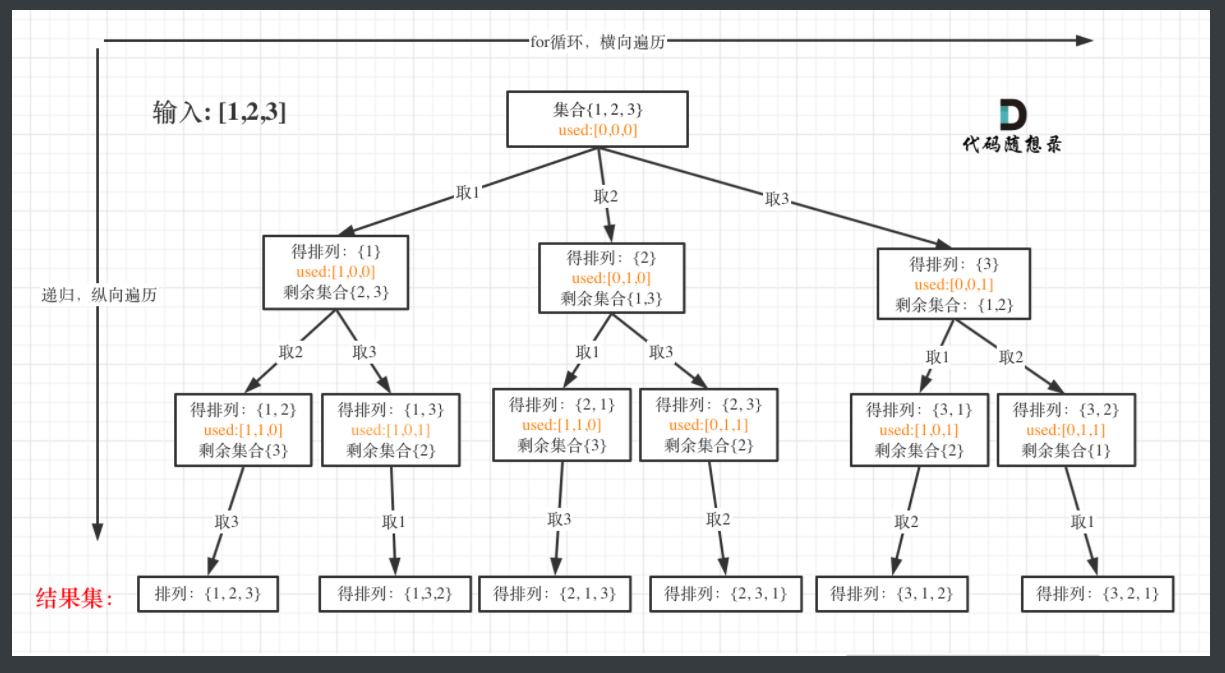 for循环，横向遍历
输入: [1,2,3]
集合{1, 2, 3}
used:[0,0,0]
代码随想录
取1
取2
取3
得排列：{1}
used:[1,0,0]
剩余集合{2, 3}
得排列：{2}
used:[0,1,0]
剩余集合{1,3}
得排列：{3}
used:[0,0,1]
剩余集合：{1,2}
递归，纵向遍历
取2
取3
取1
取3
取1
取2
得排列：{1, 2}
used:[1,1,0]
剩余集合{3}
得排列：{1, 3}
used:[1,0,1]
剩余集合{2}
得排列：{2, 1}
used:[1,1,0]
剩余集合{3}
得排列：{2, 3}
used:[0,1,1]
剩余集合{2}
得排列：{3, 1}
used:[1,0,1]
剩余集合{2}
得排列：{3, 2}
used:[0,1,1]
剩余集合{1}
取3
取1
取3
取2
取2
取1
结果集：
排列：{1, 2, 3}
得排列：{1,3,2}
得排列：{2, 1, 3}
得排列：{2, 3, 1}
得排列：{3, 1, 2}
得排列：{3, 2, 1}